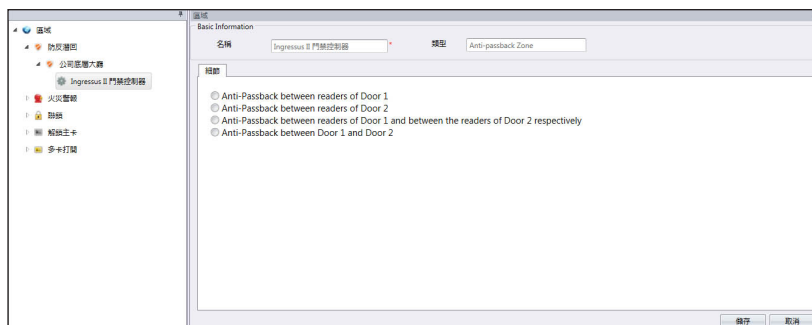 區域
防反潛回
公司底層大廳
Ingressus II 門禁控制器
火災警報
聯鎖
解鎖主卡
多卡打開
區域
Basic Information
名稱
Ingressus II 門禁控制器
*
類型
Anti-passback Zone
細節
Anti-Passback between readers of Door 1
Anti-Passback between readers of Door 2
Anti-Passback between readers of Door 1 and between the readers of Door 2 respectively
Anti-Passback between Door 1 and Door 2
儲存
取消